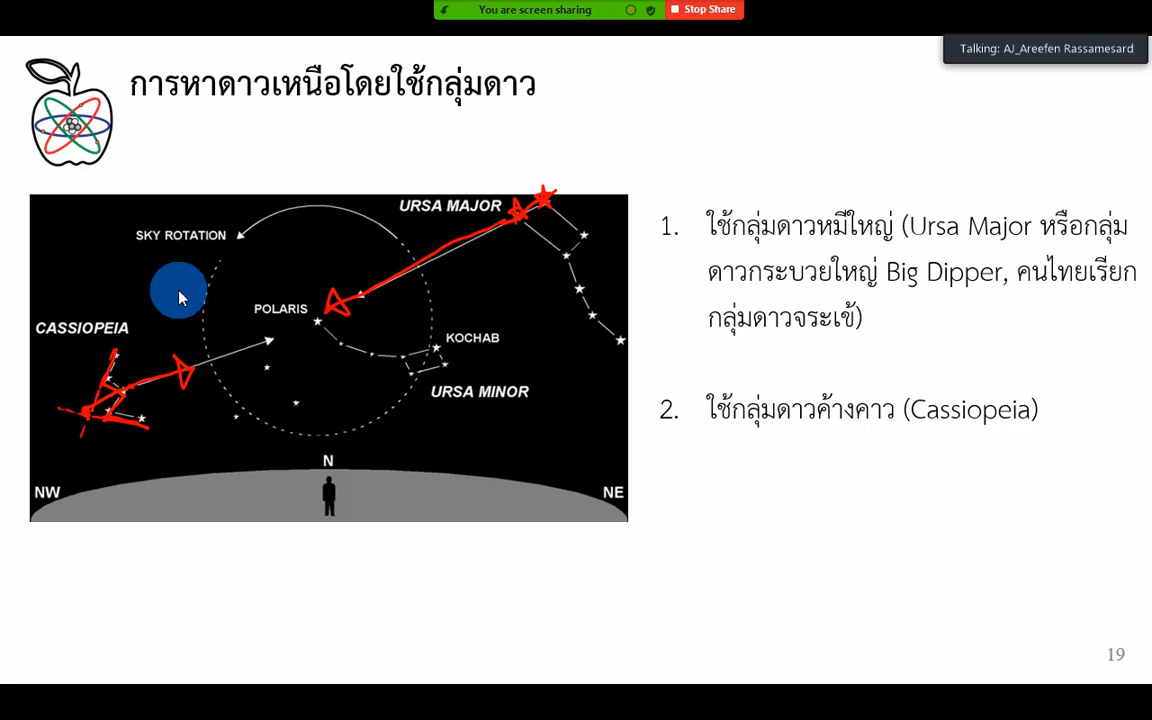 You are screen sharing
Stop Share
Talking: AJ_Areefen Rassamesard
การหาดาวเหนือโดยใช้กลุ่มดาว
URSA MAJOR
SKY ROTATION
POLARIS
CASSIOPEIA
KOCHAB
URSA MINOR
N
NW
NE
1. ใช้กลุ่มดาวหมีใหญ่ (Ursa Major หรือกลุ่ม
ดาวกระบวยใหญ่ Big Dipper, คนไทยเรียก
กลุ่มดาวจระเข้)
2. ใช้กลุ่มดาวค้างคาว (Cassiopeia)
19